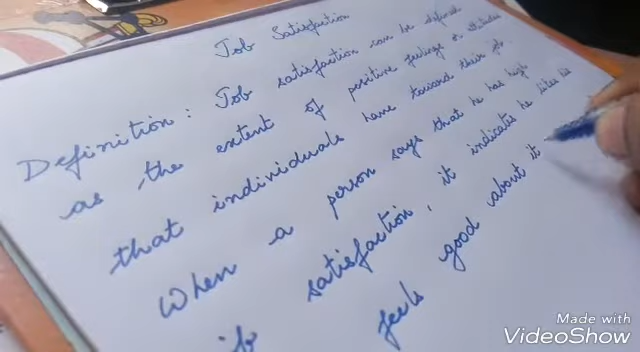 Job Satisfaction
Definition : Job satisfaction can be defined
as the extent of positive feelings or attitudes
that individuals have toward their job.
When a person says that he has high
job satisfaction, it indicates he likes his
feels good about it
Made with
VideoShow